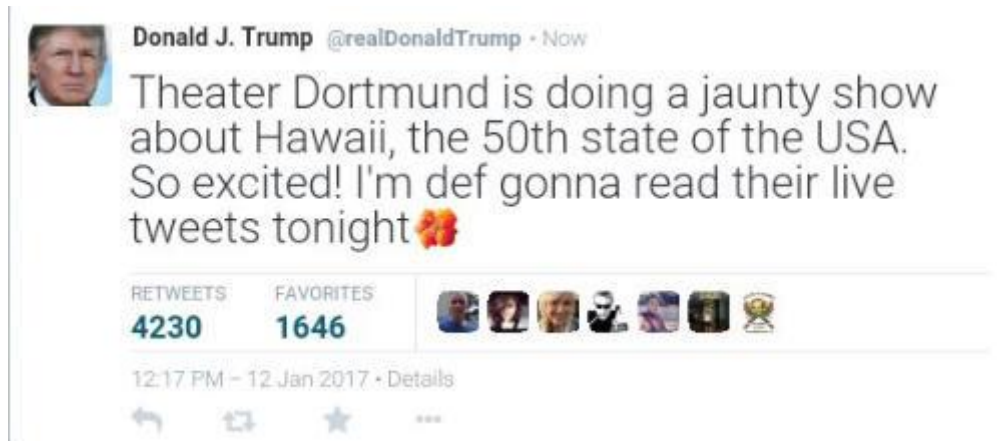 Donald J. Trump @realDonaldTrump • Now
Theater Dortmund is doing a jaunty show
about Hawaii, the 50th state of the USA.
So excited! I'm def gonna read their live
tweets tonight
RETWEETS FAVORITES
4230 1646
12:17 PM – 12 Jan 2017 • Details